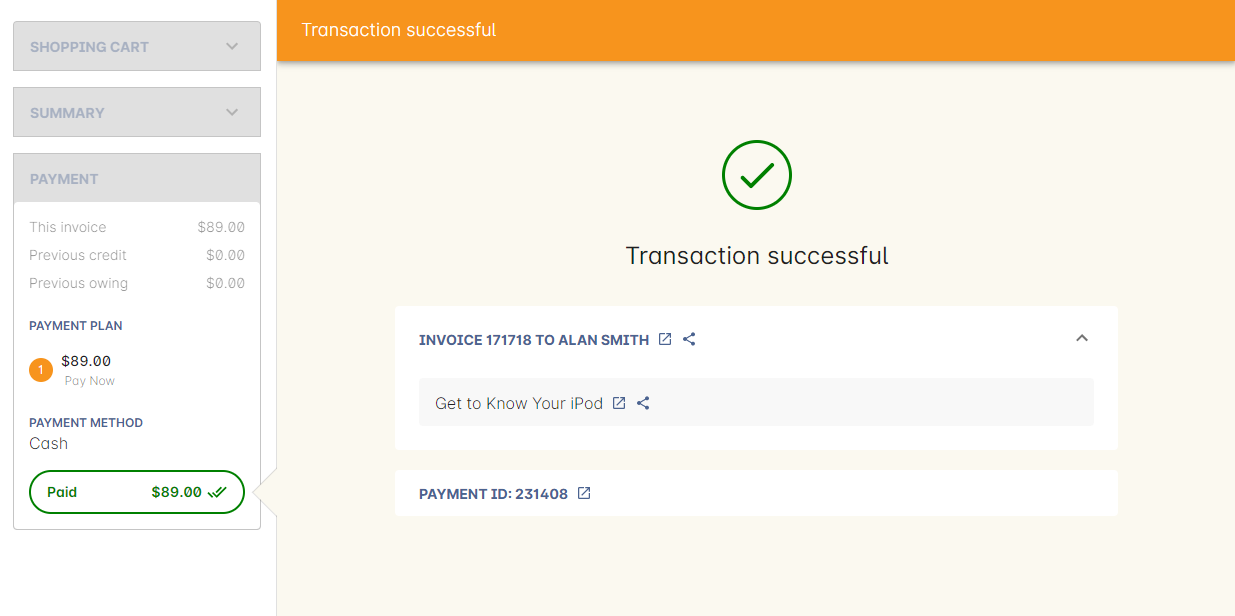 SHOPPING CART
SUMMARY
PAYMENT
This invoice $89.00
Previous credit $0.00
Previous owing $0.00
PAYMENT PLAN
1 $89.00
Pay Now
PAYMENT METHOD
Cash
Paid $89.00
Transaction successful
Transaction successful
INVOICE 171718 TO ALAN SMITH
Get to Know Your iPod
PAYMENT ID: 231408